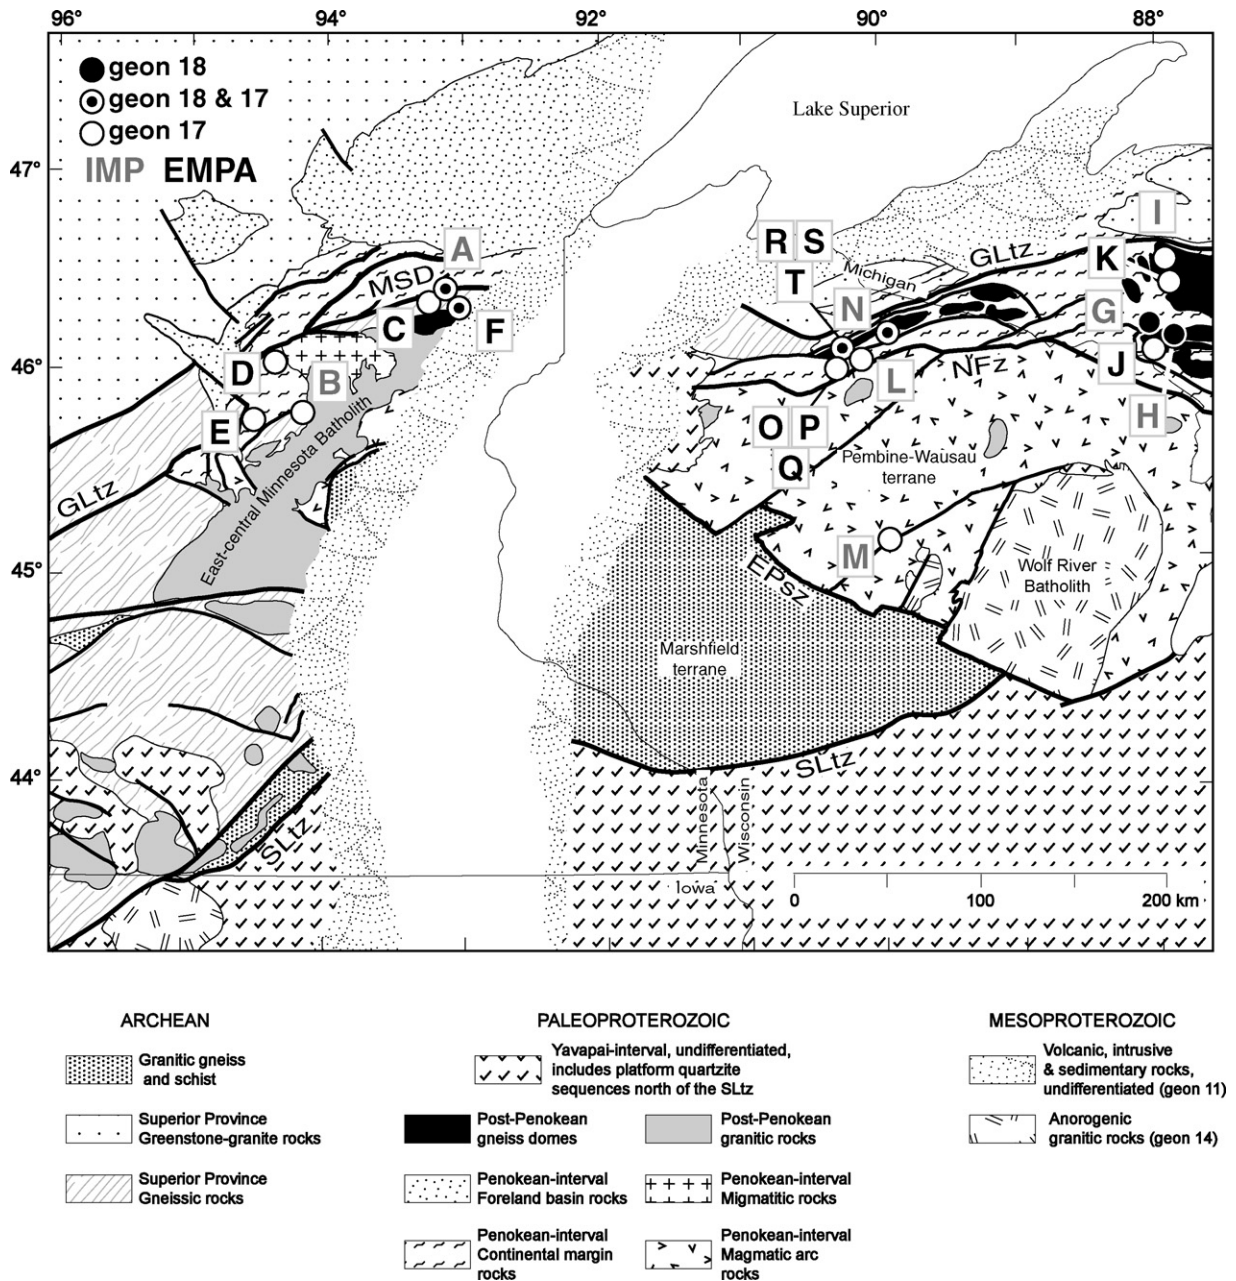 96°
94°
92°
90°
88°
geon 18
geon 18 & 17
geon 17
IMP EMPA
Lake Superior
47°
46°
45°
44°
I
R S
T
K
GLtz
Michigan
A
MSD
N
G
C
F
D
B
J
L
NFz
H
E
O P
Q
Pembine-Wausau
terrane
GLtz
East-central Minnesota Batholith
M
EPsz
Wolf River
Batholith
Marshfield
terrane
SLtz
SLtz
Minnesota
Wisconsin
Iowa
0 100 200 km
ARCHEAN
Granitic gneiss
and schist
Superior Province
Greenstone-granite rocks
Superior Province
Gneissic rocks
PALEOPROTEROZOIC
Yavapai-interval, undifferentiated,
includes platform quartzite
sequences north of the SLtz
Post-Penokean
gneiss domes
Post-Penokean
granitic rocks
Penokean-interval
Foreland basin rocks
Penokean-interval
Migmatitic rocks
Penokean-interval
Continental margin
rocks
Penokean-interval
Magmatic arc
rocks
MESOPROTEROZOIC
Volcanic, intrusive
& sedimentary rocks,
undifferentiated (geon 11)
Anorogenic
granitic rocks (geon 14)